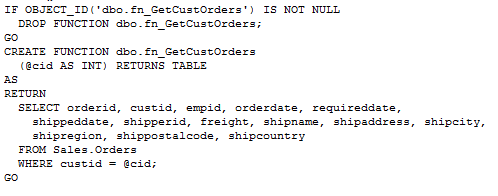 IF OBJECT_ID('dbo.fn_GetCustOrders') IS NOT NULL
  DROP FUNCTION dbo.fn_GetCustOrders;
GO
CREATE FUNCTION dbo.fn_GetCustOrders
  (@cid AS INT) RETURNS TABLE
AS
RETURN
  SELECT orderid, custid, empid, orderdate, requireddate,
    shippeddate, shipperid, freight, shipname, shipaddress, shipcity,
    shipregion, shippostalcode, shipcountry
  FROM Sales.Orders
  WHERE custid = @cid;
GO